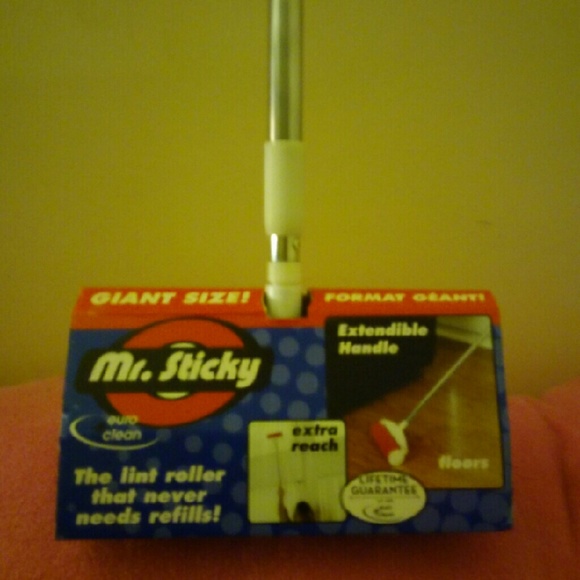 GIANT SIZE!
FORMAT GÉANT!
Mr. Sticky
euro
clean
The lint roller
that never
needs refills!
Extendible
Handle
extra
reach
floors
LIFETIME
GUARANTEE